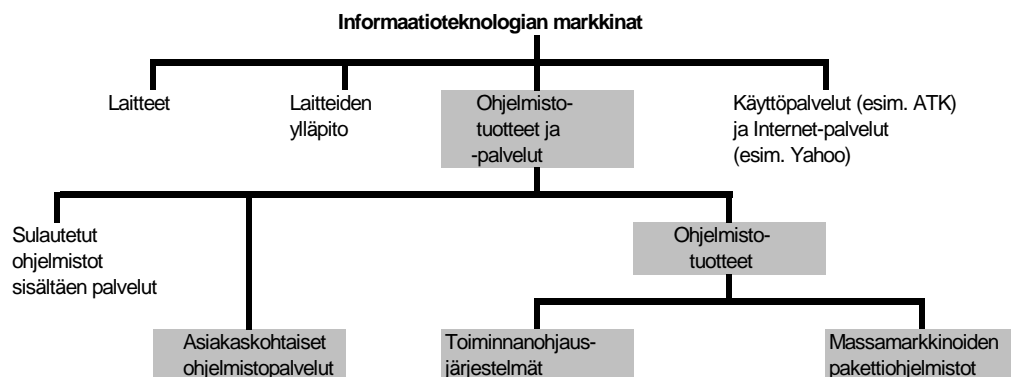 Informaatioteknologian markkinat
Laitteet
Laitteiden
ylläpito
Ohjelmisto-
tuotteet ja
-palvelut
Käyttöpalvelut (esim. ATK)
ja Internet-palvelut
(esim. Yahoo)
Sulautetut
ohjelmistot
sisältäen palvelut
Ohjelmisto-
tuotteet
Asiakaskohtaiset
ohjelmistopalvelut
Toiminnanohjaus-
järjestelmät
Massamarkkinoiden
pakettiohjelmistot